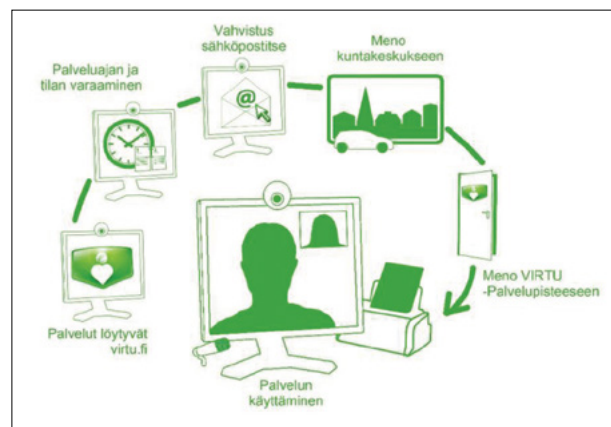 Palvelut löytyvät
virtu.fi
Palveluajan ja
tilan varaaminen
Vahvistus
sähköpostitse
@
Meno
kuntakeskukseen
Meno VIRTU
-Palvelupisteeseen
Palvelun
käyttäminen